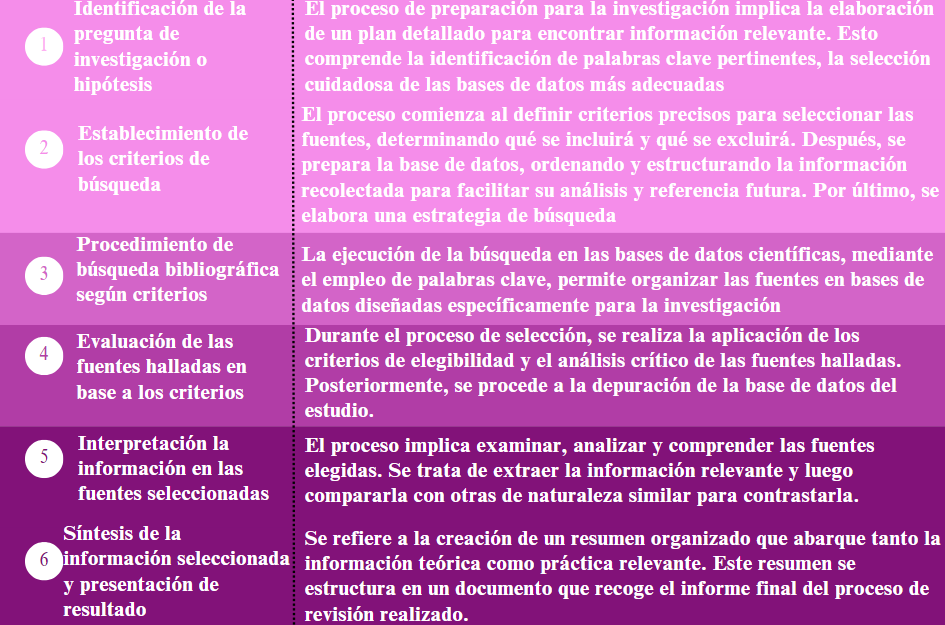 Identificación de la
pregunta de
investigación o
hipótesis
1
El proceso de preparación para la investigación implica la elaboración
de un plan detallado para encontrar información relevante. Esto
comprende la identificación de palabras clave pertinentes, la selección
cuidadosa de las bases de datos más adecuadas
2
Establecimiento de
los criterios de
búsqueda
El proceso comienza al definir criterios precisos para seleccionar las
fuentes, determinando qué se incluirá y qué se excluirá. Después, se
prepara la base de datos, ordenando y estructurando la información
recolectada para facilitar su análisis y referencia futura. Por último, se
elabora una estrategia de búsqueda
3
Procedimiento de
búsqueda bibliográfica
según criterios
La ejecución de la búsqueda en las bases de datos científicas, mediante
el empleo de palabras clave, permite organizar las fuentes en bases de
datos diseñadas específicamente para la investigación
4
Evaluación de las
fuentes halladas en
base a los criterios
Durante el proceso de selección, se realiza la aplicación de los
criterios de elegibilidad y el análisis crítico de las fuentes halladas.
Posteriormente, se procede a la depuración de la base de datos del
estudio.
5
Interpretación la
información en las
fuentes seleccionadas
El proceso implica examinar, analizar y comprender las fuentes
elegidas. Se trata de extraer la información relevante y luego
compararla con otras de naturaleza similar para contrastarla.
6
Síntesis de la
información seleccionada
y presentación de
resultado
Se refiere a la creación de un resumen organizado que abarque tanto la
información teórica como práctica relevante. Este resumen se
estructura en un documento que recoge el informe final del proceso de
revisión realizado.